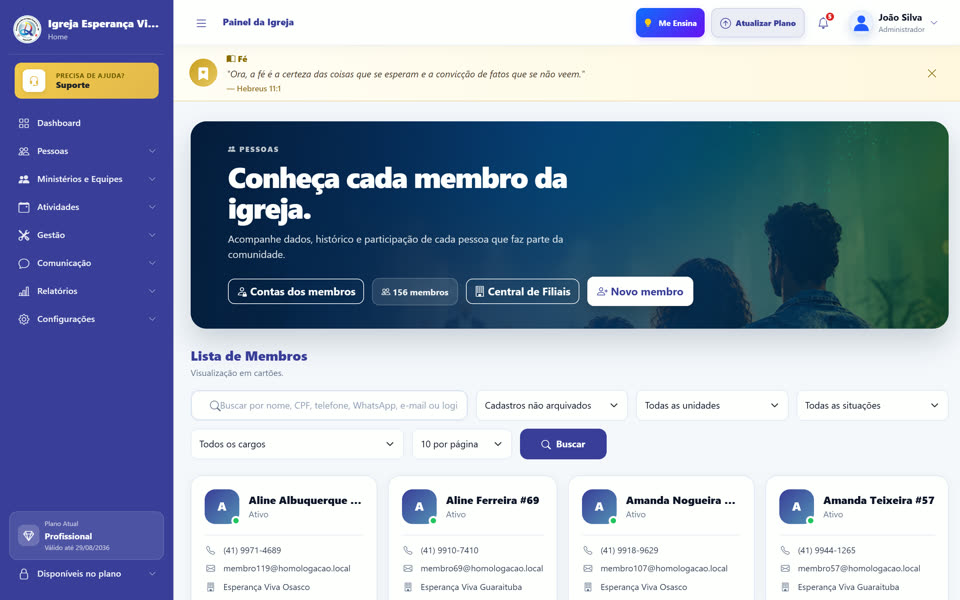 Igreja Esperança Vi...
Home
PRECISA DE AJUDA?
Suporte
Dashboard
Pessoas
Ministérios e Equipes
Atividades
Gestão
Comunicação
Relatórios
Configurações
Plano Atual
Profissional
Válido até 29/08/2036
Disponíveis no plano
Painel da Igreja
Me Ensina
Atualizar Plano
5
João Silva
Administrador
Fé
"Ora, a fé é a certeza das coisas que se esperam e a convicção de fatos que se não veem."
— Hebreus 11:1
PESSOAS
Conheça cada membro da
igreja.
Acompanhe dados, histórico e participação de cada pessoa que faz parte da
comunidade.
Contas dos membros
156 membros
Central de Filiais
Novo membro
Lista de Membros
Visualização em cartões.
Buscar por nome, CPF, telefone, WhatsApp, e-mail ou logi
Cadastros não arquivados
Todas as unidades
Todas as situações
Todos os cargos
10 por página
Buscar
A
Aline Albuquerque ...
Ativo
(41) 9971-4689
membro119@homologacao.local
Esperança Viva Osasco
A
Aline Ferreira #69
Ativo
(41) 9910-7410
membro69@homologacao.local
Esperança Viva Guaraituba
A
Amanda Nogueira ...
Ativo
(41) 9918-9629
membro107@homologacao.local
Esperança Viva Osasco
A
Amanda Teixeira #57
Ativo
(41) 9944-1265
membro57@homologacao.local
Esperança Viva Guaraituba